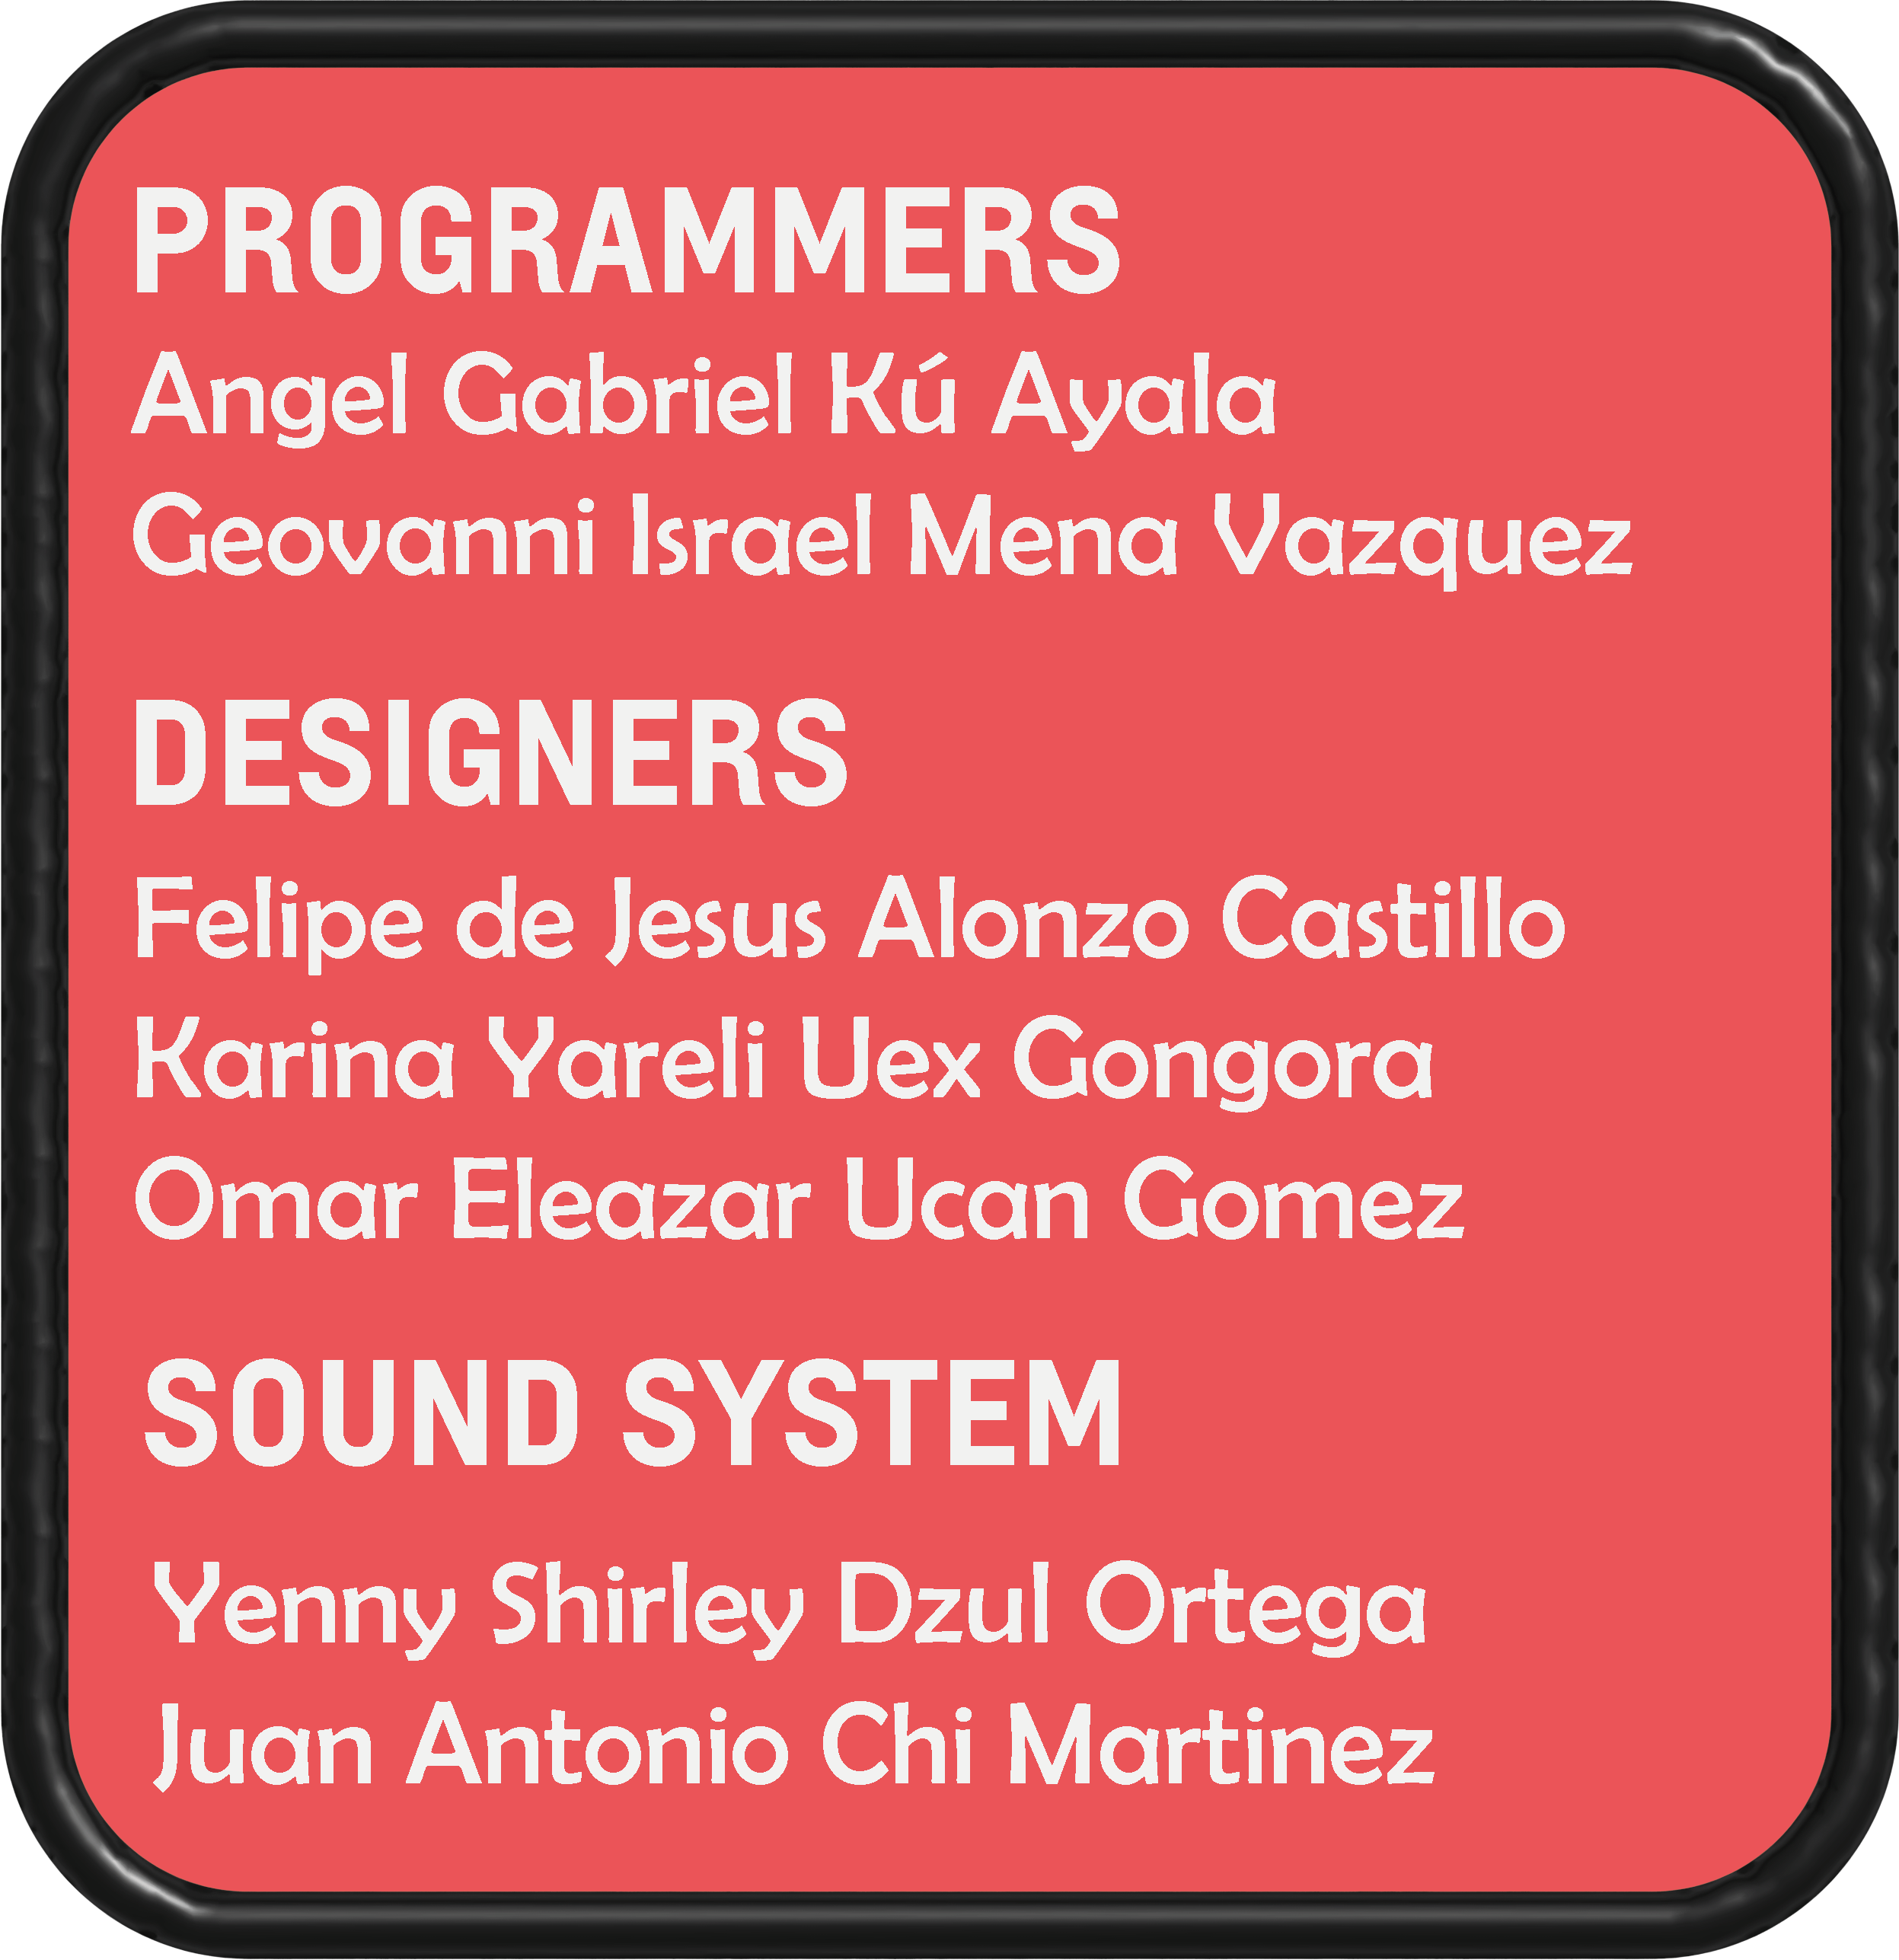 PROGRAMMERS
Angel Gabriel Kú Ayala
Geovanni Israel Mena Vazquez
DESIGNERS
Felipe de Jesus Alonzo Castillo
Karina Yareli Uex Gongora
Omar Eleazar Ucan Gomez
SOUND SYSTEM
Yenny Shirley Dzul Ortega
Juan Antonio Chi Martinez